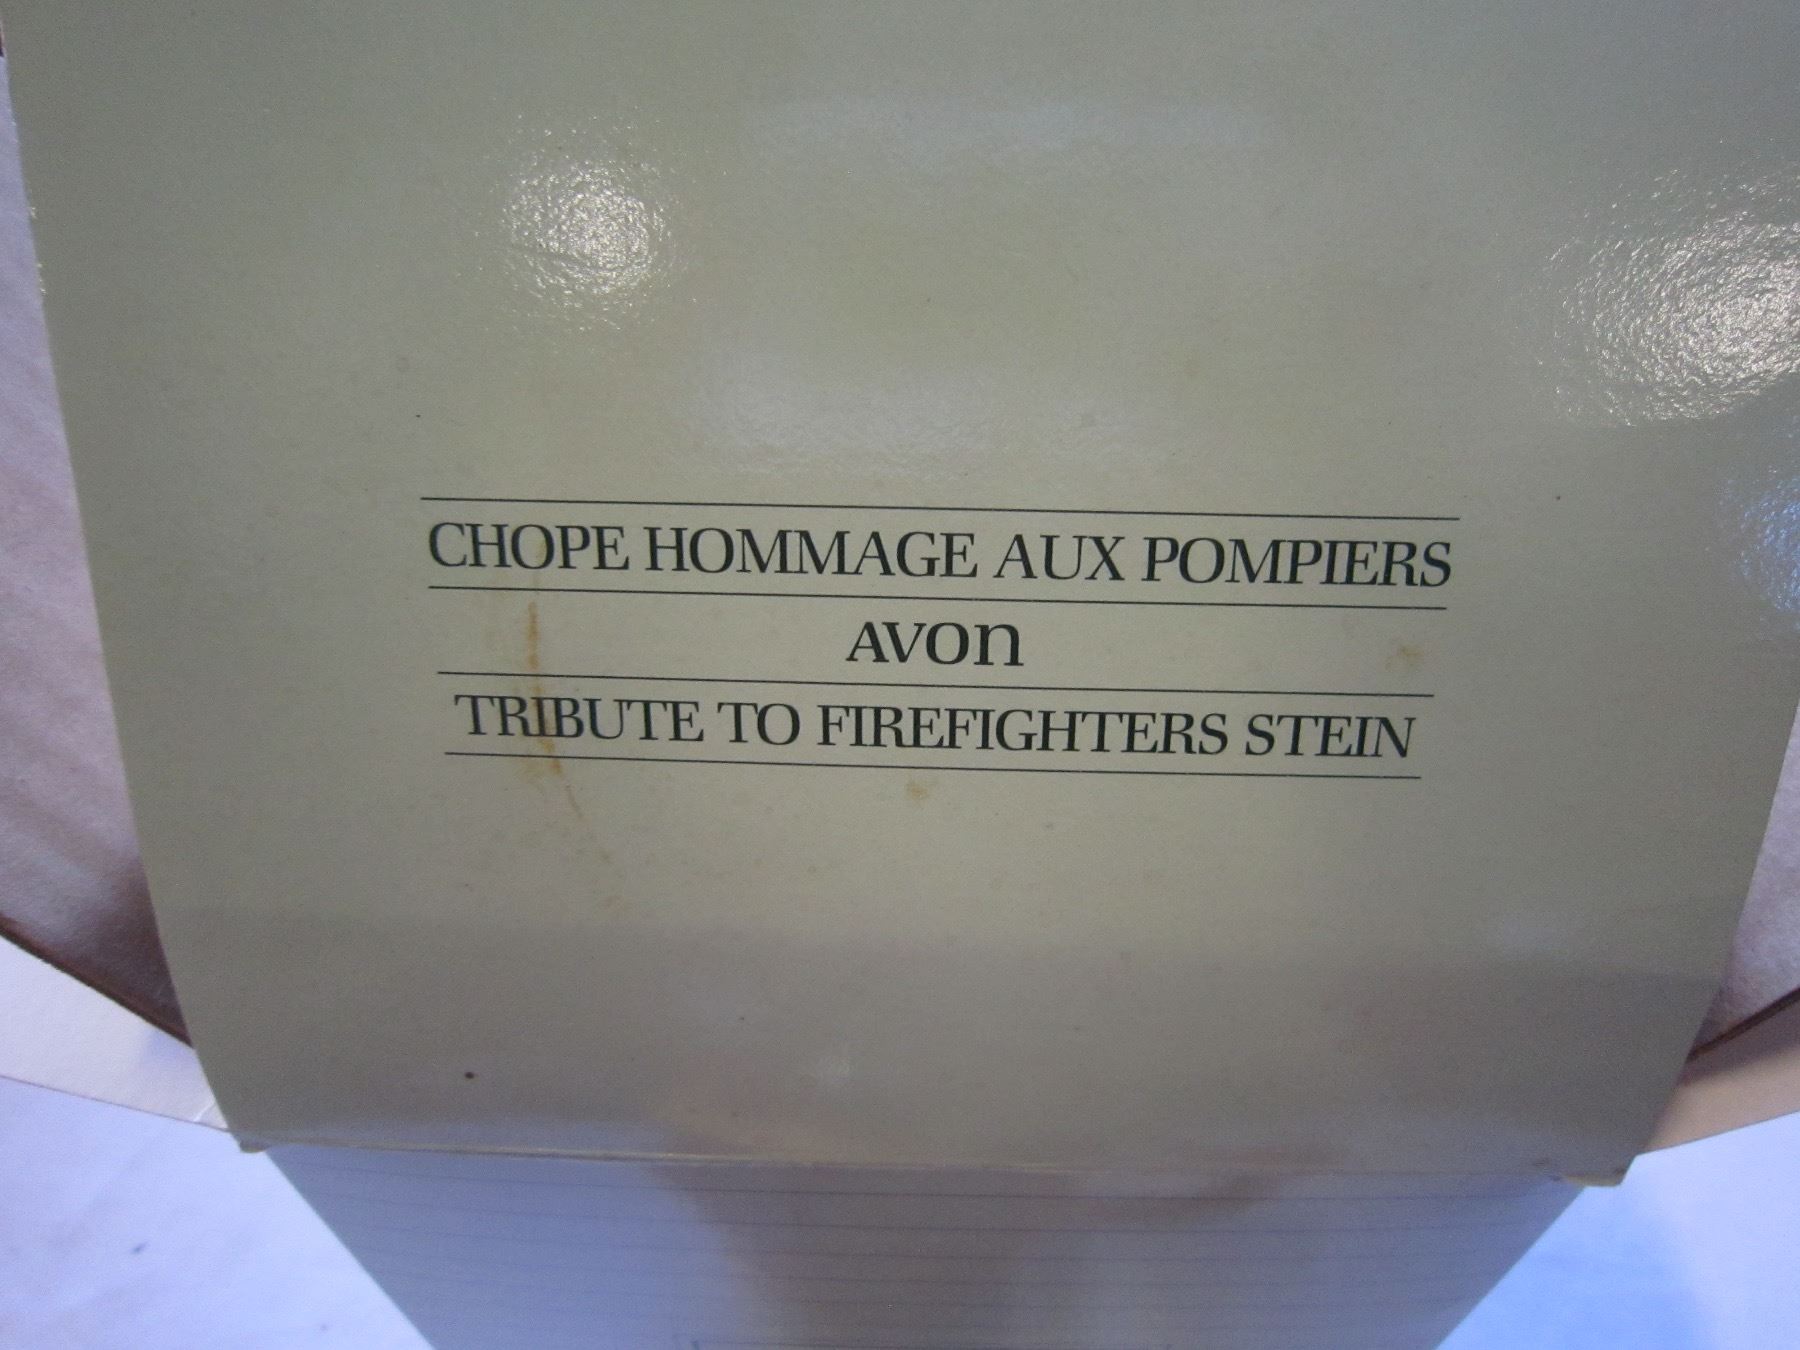 CHOPE HOMMAGE AUX POMPIERS
AVON
TRIBUTE TO FIREFIGHTERS STEIN